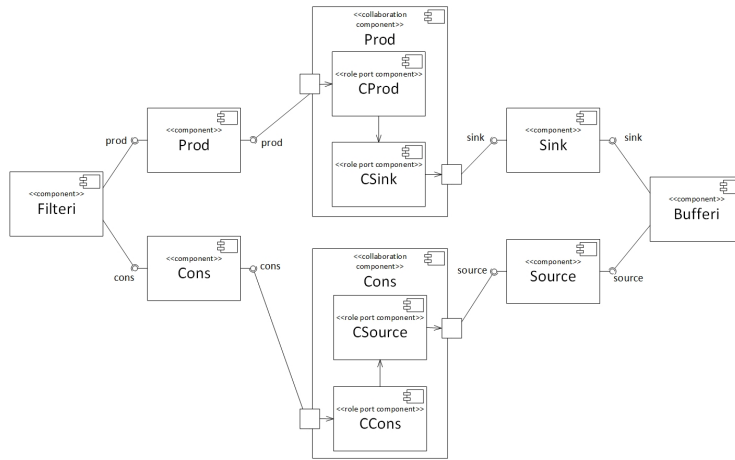 <<collaboration
component>>
Prod
<<role port component>>
CProd
<<role port component>>
CSink
prod
<<component>>
Prod
prod
sink
<<component>>
Sink
sink
<<component>>
Filteri
<<component>>
Bufferi
cons
<<component>>
Cons
cons
<<collaboration
component>>
Cons
<<role port component>>
CSource
<<role port component>>
CCons
source
<<component>>
Source
source